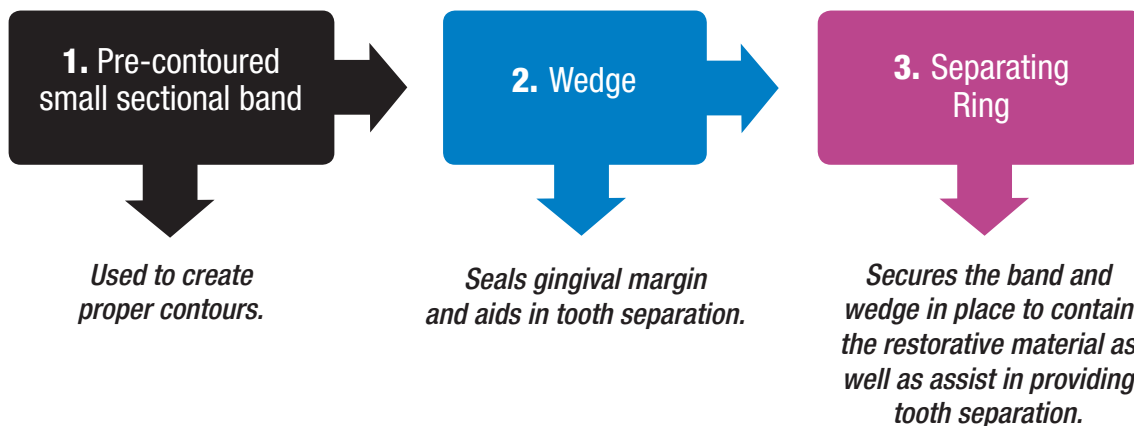 1. Pre-contoured
small sectional band
2. Wedge
3. Separating
Ring
Used to create
proper contours.
Seals gingival margin
and aids in tooth separation.
Secures the band and
wedge in place to contain
the restorative material as
well as assist in providing
tooth separation.